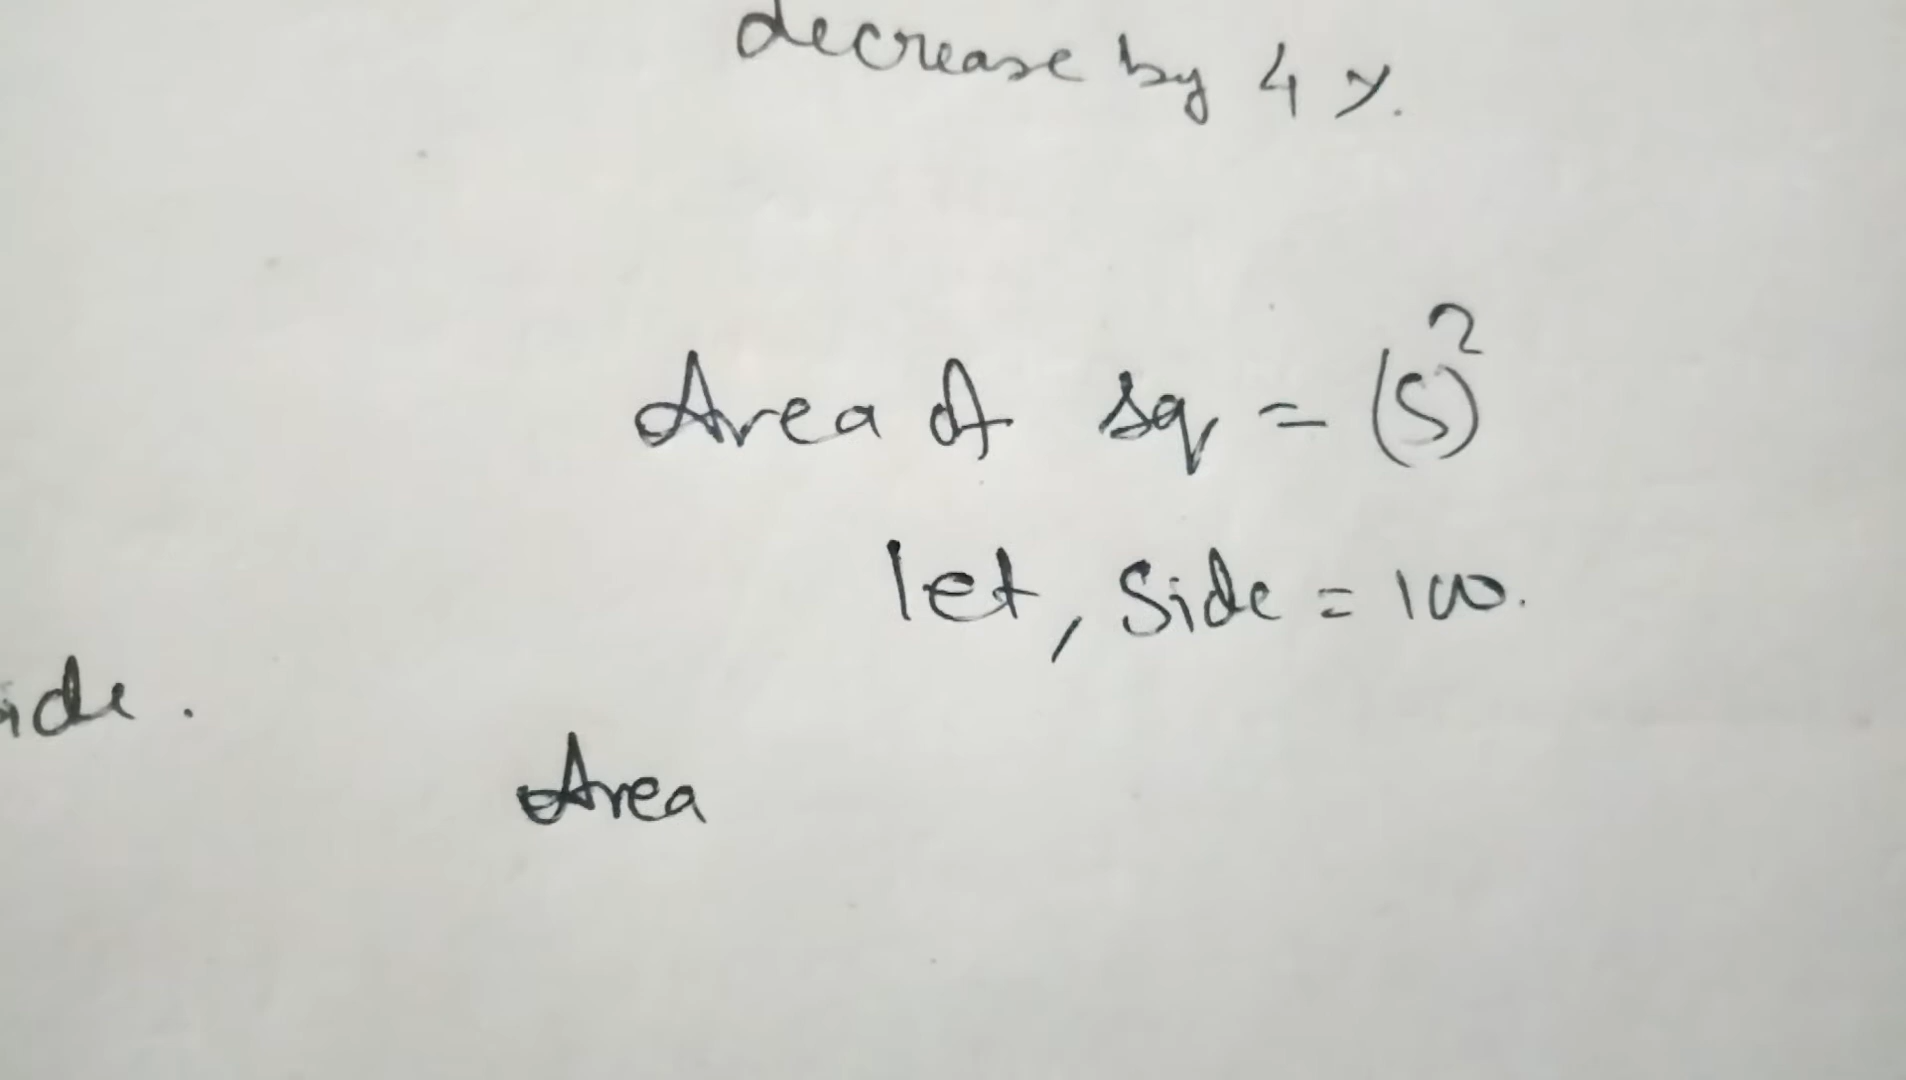 decrease by 4 %.
Area of sq = (S)²
let, Side = 100.
Area